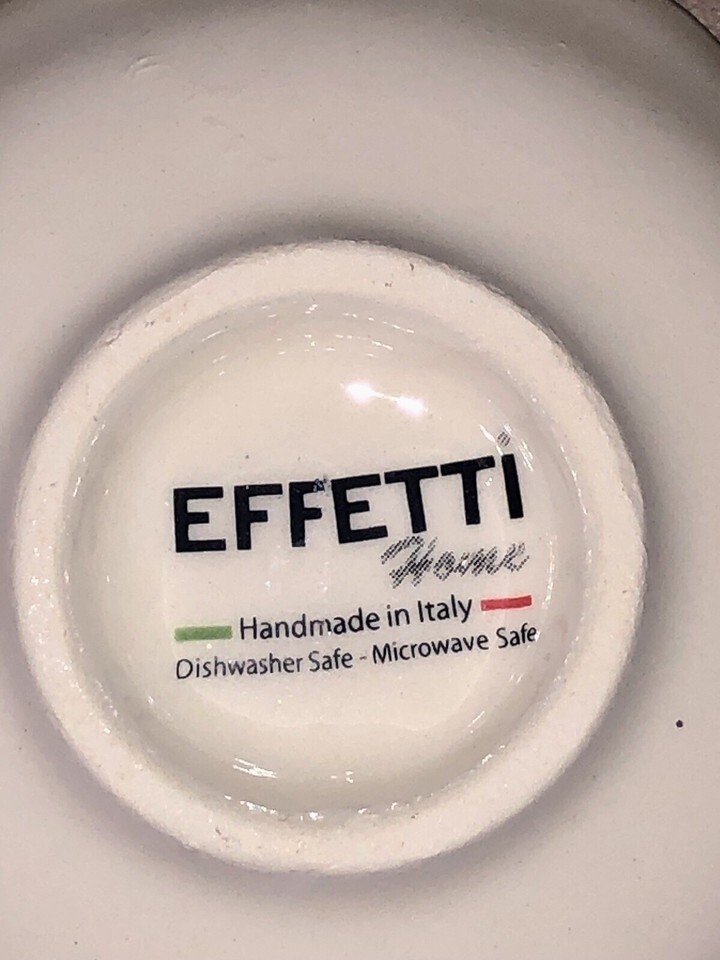 EFFETTi
Home
Handmade in Italy
Dishwasher Safe - Microwave Safe